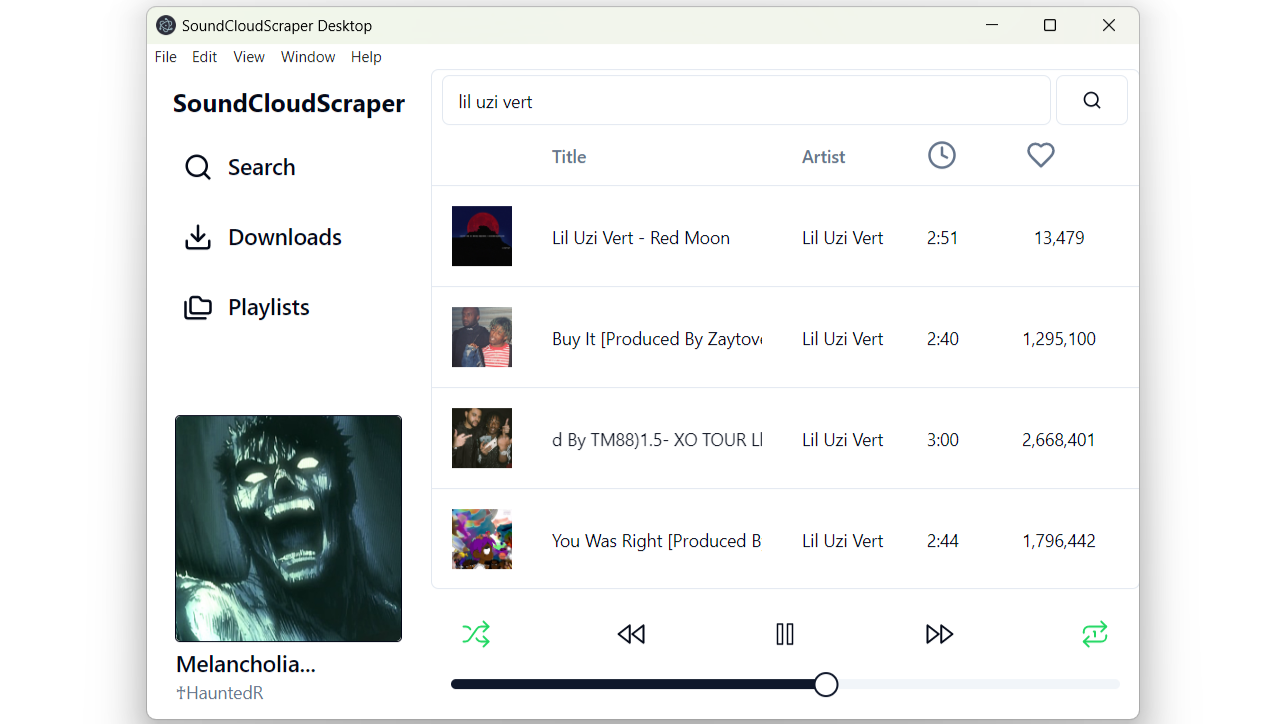 SoundCloudScraper Desktop
File Edit View Window Help
SoundCloudScraper
Search
Downloads
Playlists
Melancholia...
☥HauntedR
lil uzi vert
Title Artist
Lil Uzi Vert - Red Moon Lil Uzi Vert 2:51 13,479
Buy It [Produced By Zaytove Lil Uzi Vert 2:40 1,295,100
d By TM88)1.5- XO TOUR Ll Lil Uzi Vert 3:00 2,668,401
You Was Right [Produced B Lil Uzi Vert 2:44 1,796,442
1